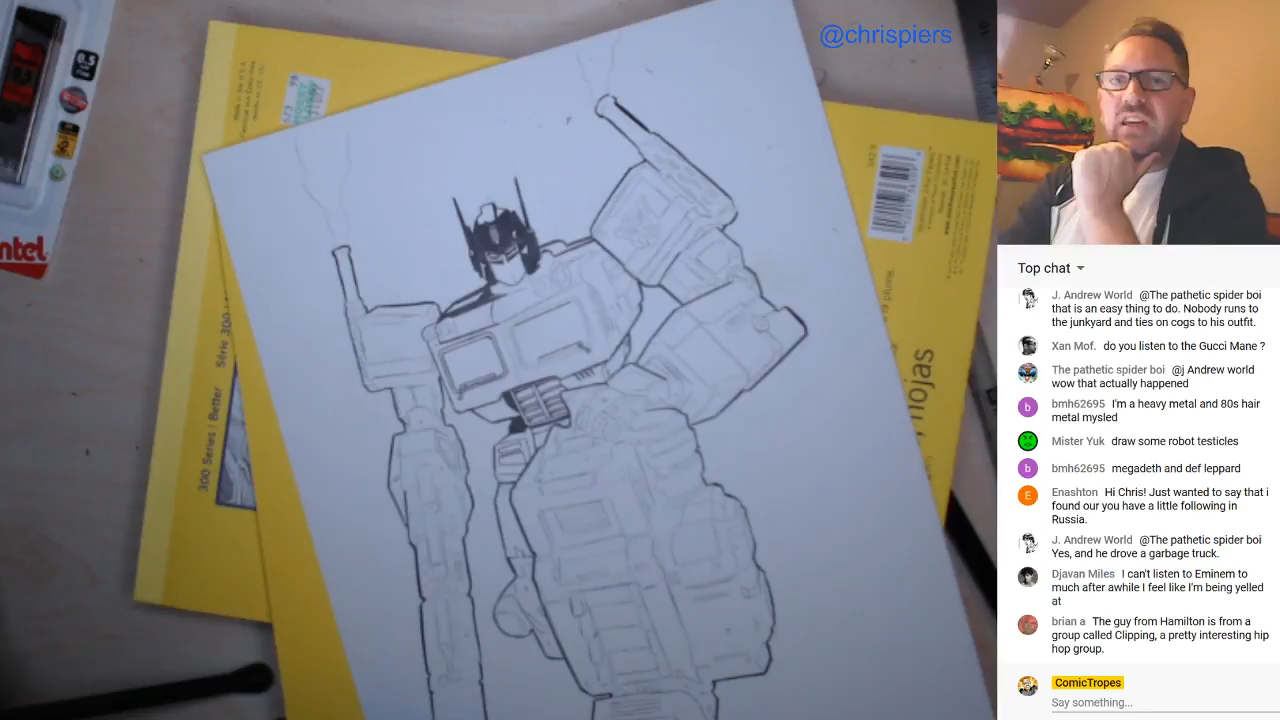 @chrispiers
0.5
ntel
300 Series / Better
Série 300 /
hojas
Top chat
J. Andrew World @The pathetic spider boi
that is an easy thing to do. Nobody runs to
the junkyard and ties on cogs to his outfit.
Xan Mof. do you listen to the Gucci Mane ?
The pathetic spider boi @j Andrew world
wow that actually happened
bmh62695 I'm a heavy metal and 80s hair
metal mysled
Mister Yuk draw some robot testicles
bmh62695 megadeth and def leppard
Enashton Hi Chris! Just wanted to say that i
found our you have a little following in
Russia.
J. Andrew World @The pathetic spider boi
Yes, and he drove a garbage truck.
Djavan Miles I can't listen to Eminem to
much after awhile I feel like I'm being yelled
at
brian a The guy from Hamilton is from a
group called Clipping, a pretty interesting hip
hop group.
ComicTropes
Say something...